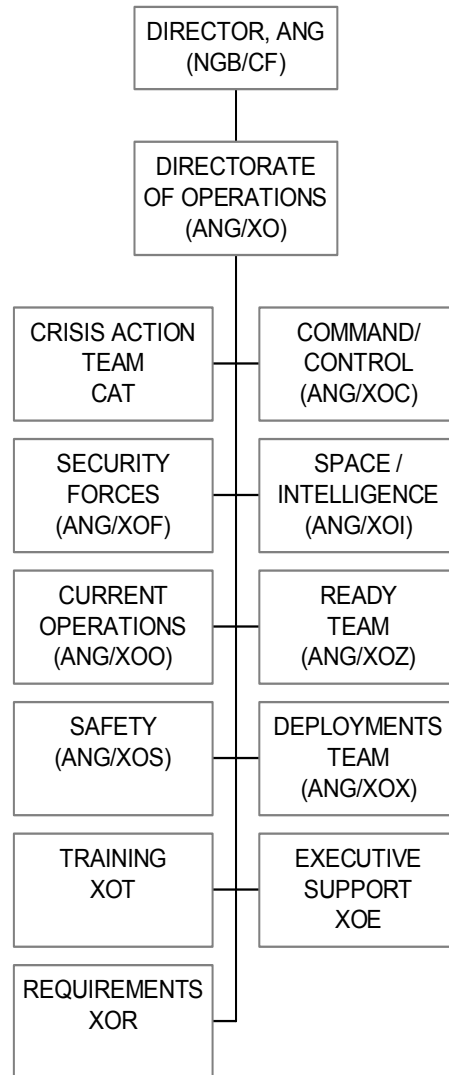 DIRECTOR, ANG
(NGB/CF)
DIRECTORATE
OF OPERATIONS
(ANG/XO)
CRISIS ACTION
TEAM
CAT
COMMAND/
CONTROL
(ANG/XOC)
SECURITY
FORCES
(ANG/XOF)
SPACE /
INTELLIGENCE
(ANG/XOI)
CURRENT
OPERATIONS
(ANG/XOO)
READY
TEAM
(ANG/XOZ)
SAFETY
(ANG/XOS)
DEPLOYMENTS
TEAM
(ANG/XOX)
TRAINING
XOT
EXECUTIVE
SUPPORT
XOE
REQUIREMENTS
XOR